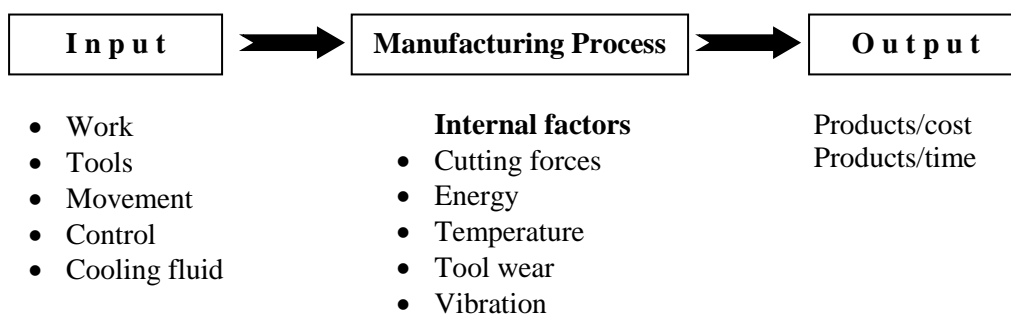 I n p u t
Manufacturing Process
O u t p u t
• Work
• Tools
• Movement
• Control
• Cooling fluid
Internal factors
• Cutting forces
• Energy
• Temperature
• Tool wear
• Vibration
Products/cost
Products/time